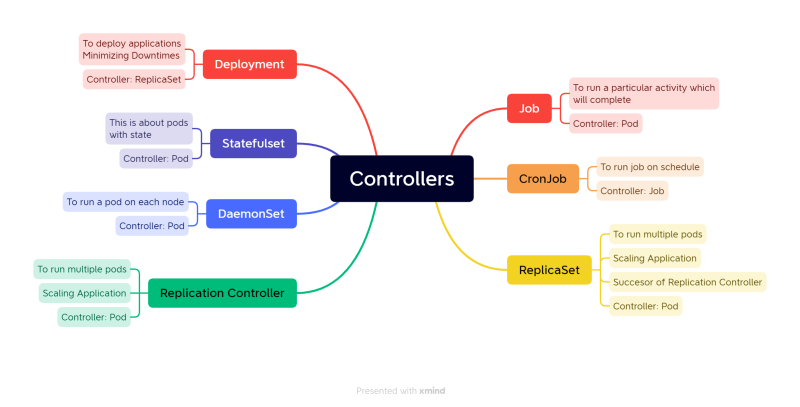 Controllers
Deployment
To deploy applications
Minimizing Downtimes
Controller: ReplicaSet
Statefulset
This is about pods
with state
Controller: Pod
DaemonSet
To run a pod on each node
Controller: Pod
Replication Controller
To run multiple pods
Scaling Application
Controller: Pod
Job
To run a particular activity which
will complete
Controller: Pod
CronJob
To run job on schedule
Controller: Job
ReplicaSet
To run multiple pods
Scaling Application
Succesor of Replication Controller
Controller: Pod
Presented with xmind